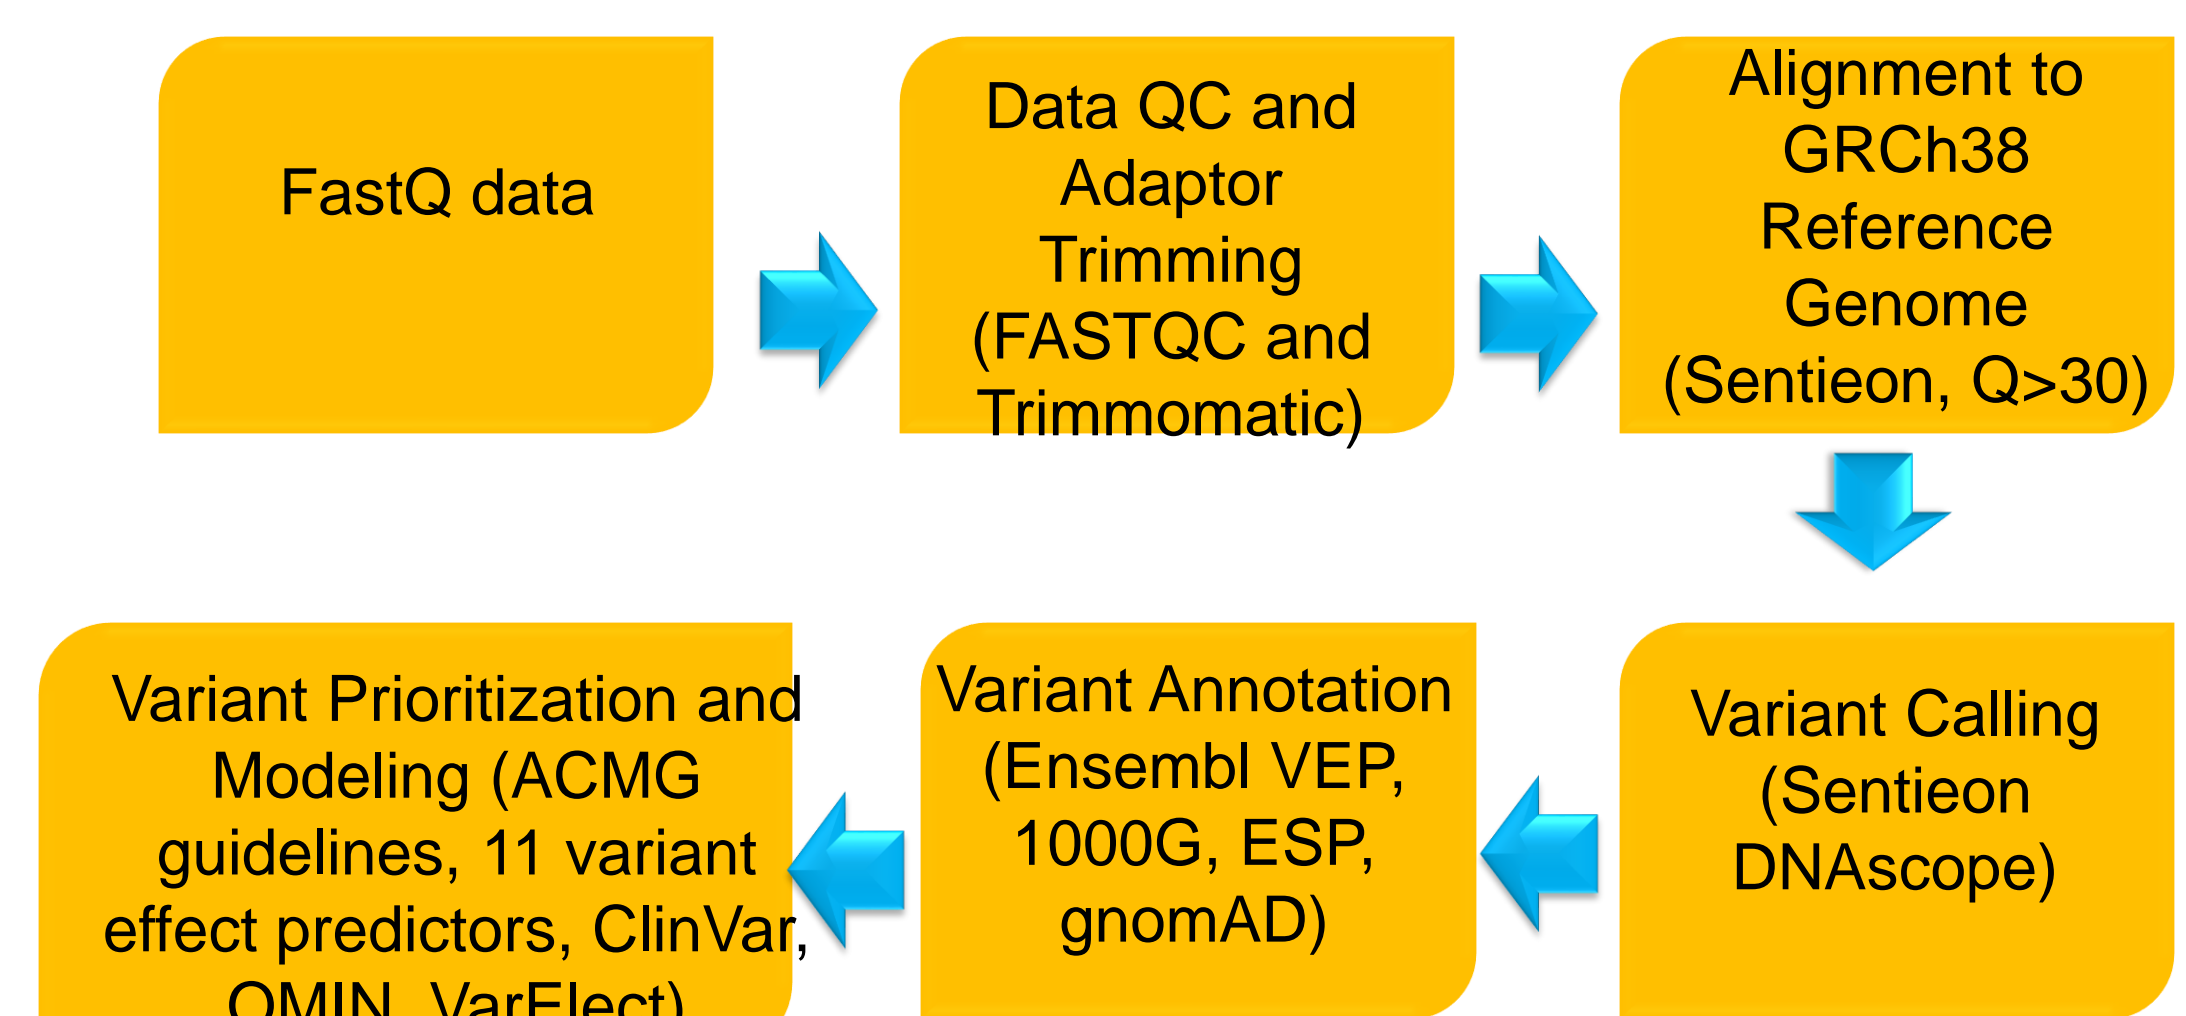 FastQ data
Data QC and
Adaptor
Trimming
(FASTQC and
Trimmomatic)
Alignment to
GRCh38
Reference
Genome
(Sentieon, Q>30)
Variant Calling
(Sentieon
DNAscope)
Variant Annotation
(Ensembl VEP,
1000G, ESP,
gnomAD)
Variant Prioritization and
Modeling (ACMG
guidelines, 11 variant
effect predictors, ClinVar,
OMIN, VarElect)